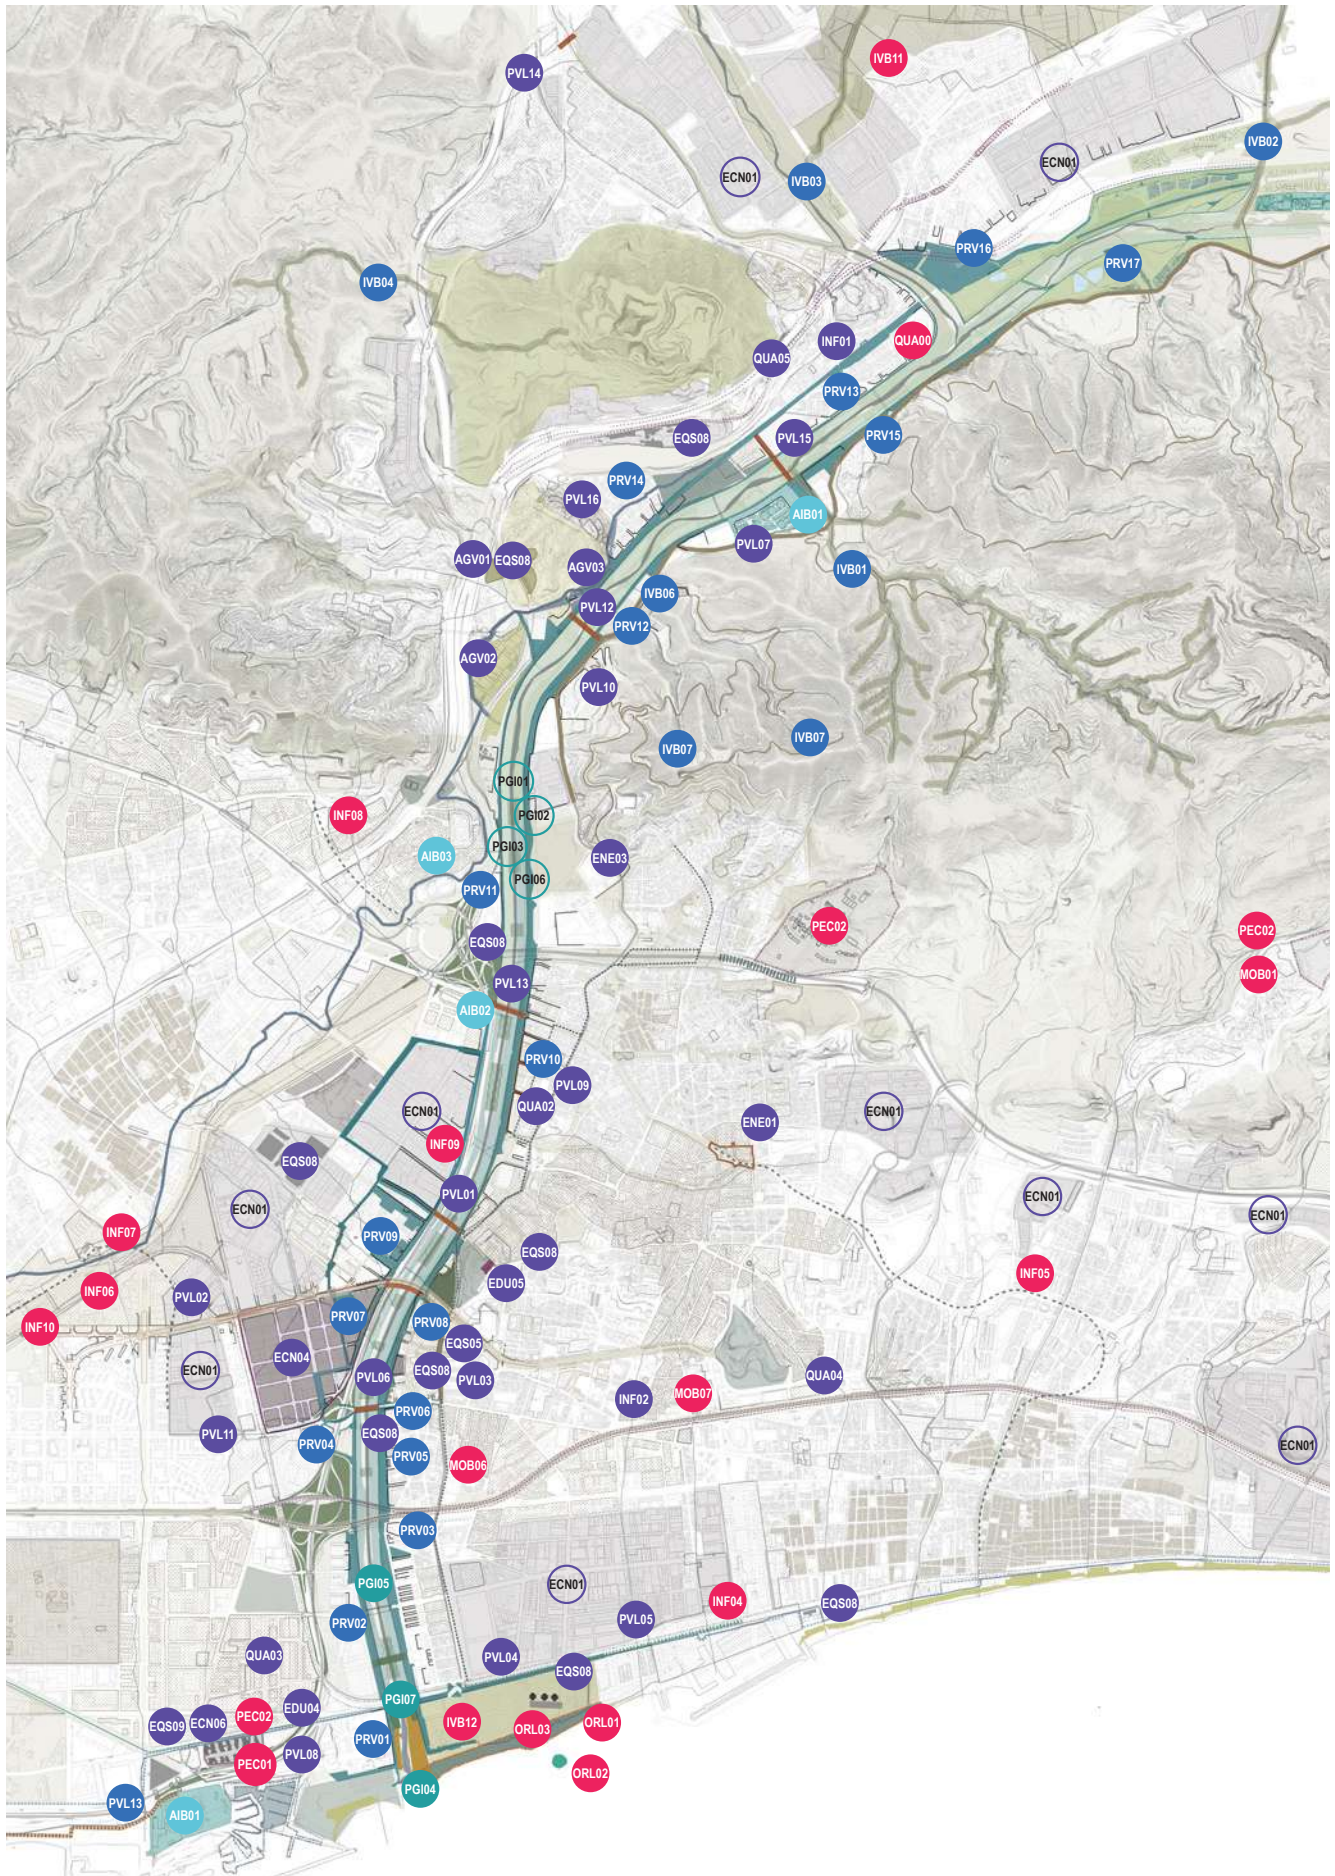 IVB11
PVL14
IVB02
ECN01
ECN01
IVB03
PRV16
PRV17
IVB04
INF01
QUA00
QUA05
PRV13
EQS08
PVL15
PRV15
PRV14
PVL16
AIB01
PVL07
AGV01
EQS08
AGV03
IVB01
IVB06
PVL12
PRV12
AGV02
PVL10
IVB07
IVB07
PGI01
PGI02
INF08
PGI03
AIB03
ENE03
PGI06
PRV11
PEC02
PEC02
EQS08
MOB01
PVL13
AIB02
PRV10
PVL09
QUA02
ECN01
ECN01
ENE01
INF09
EQS08
PVL01
ECN01
ECN01
ECN01
INF07
PRV09
EQS08
INF05
EDU05
INF06
PVL02
INF10
PRV07
PRV08
EQS05
ECN04
ECN01
EQS08
PVL06
PVL03
QUA04
MOB07
INF02
PRV06
PVL11
EQS08
PRV04
ECN01
PRV05
MOB06
PRV03
PGI05
ECN01
INF04
EQS08
PRV02
PVL05
QUA03
PVL04
EQS08
PGI07
EDU04
PEC02
ECN06
EQS09
IVB12
ORL03
ORL01
PRV01
PVL08
PEC01
ORL02
PGI04
PVL13
AIB01